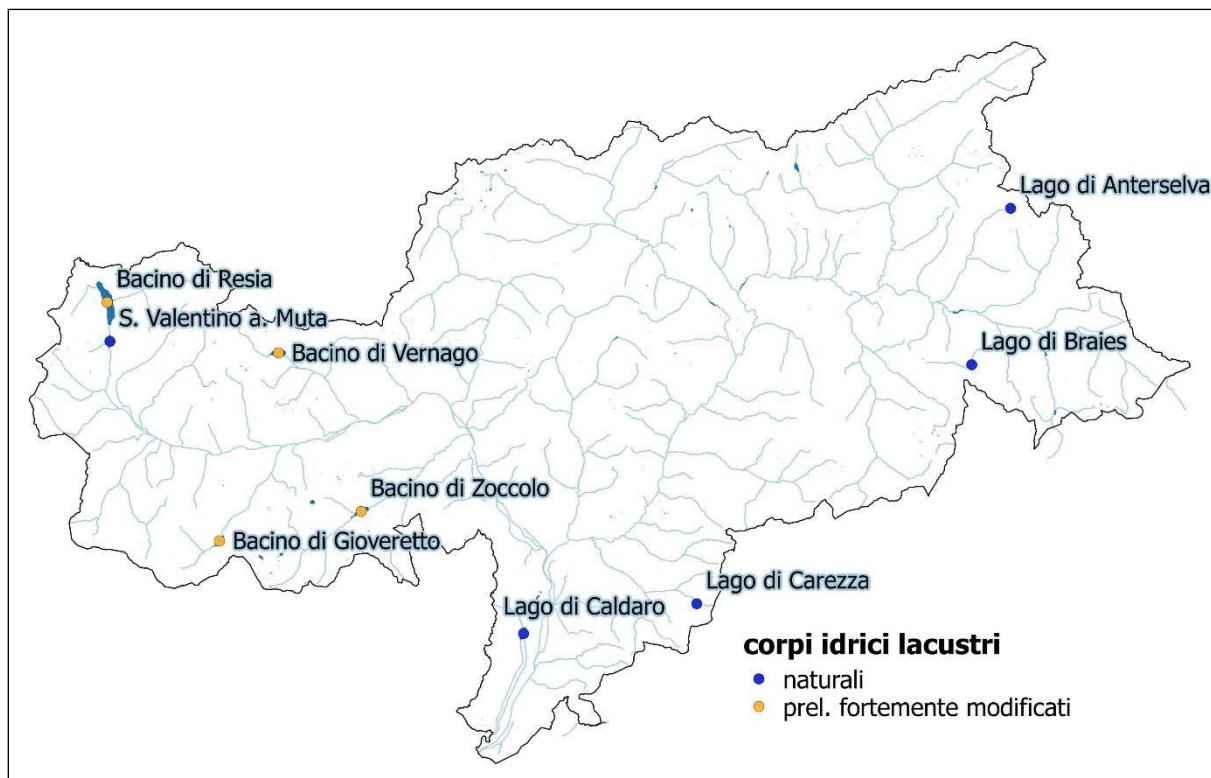 Lago di Anterselva
Bacino di Resia
S. Valentino a. Muta
Bacino di Vernago
Lago di Braies
Bacino di Zoccolo
Bacino di Gioveretto
Lago di Carezza
Lago di Caldaro
corpi idrici lacustri
naturali
prel. fortemente modificati